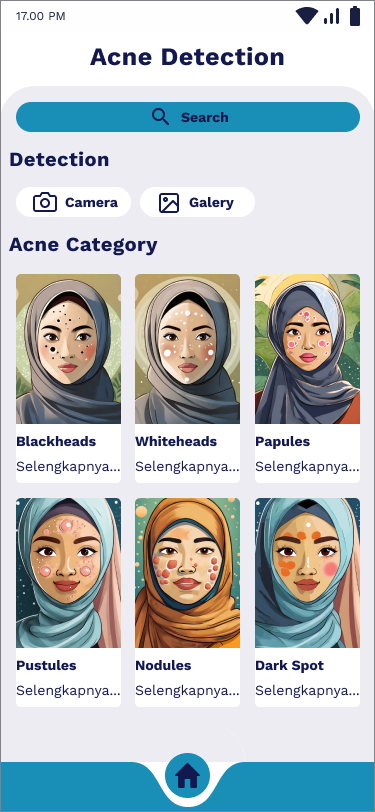 17.00 PM
Acne Detection
Search
Detection
Camera
Galery
Acne Category
Blackheads
Selengkapnya...
Whiteheads
Selengkapnya...
Papules
Selengkapnya...
Pustules
Selengkapnya...
Nodules
Selengkapnya...
Dark Spot
Selengkapnya...